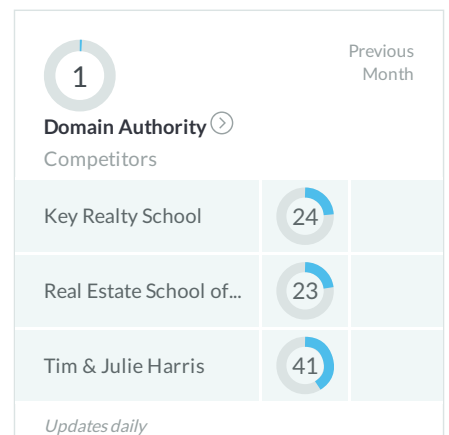 1
Previous
Month
Domain Authority
Competitors
Key Realty School
24
Real Estate School of...
23
Tim & Julie Harris
41
Updates daily